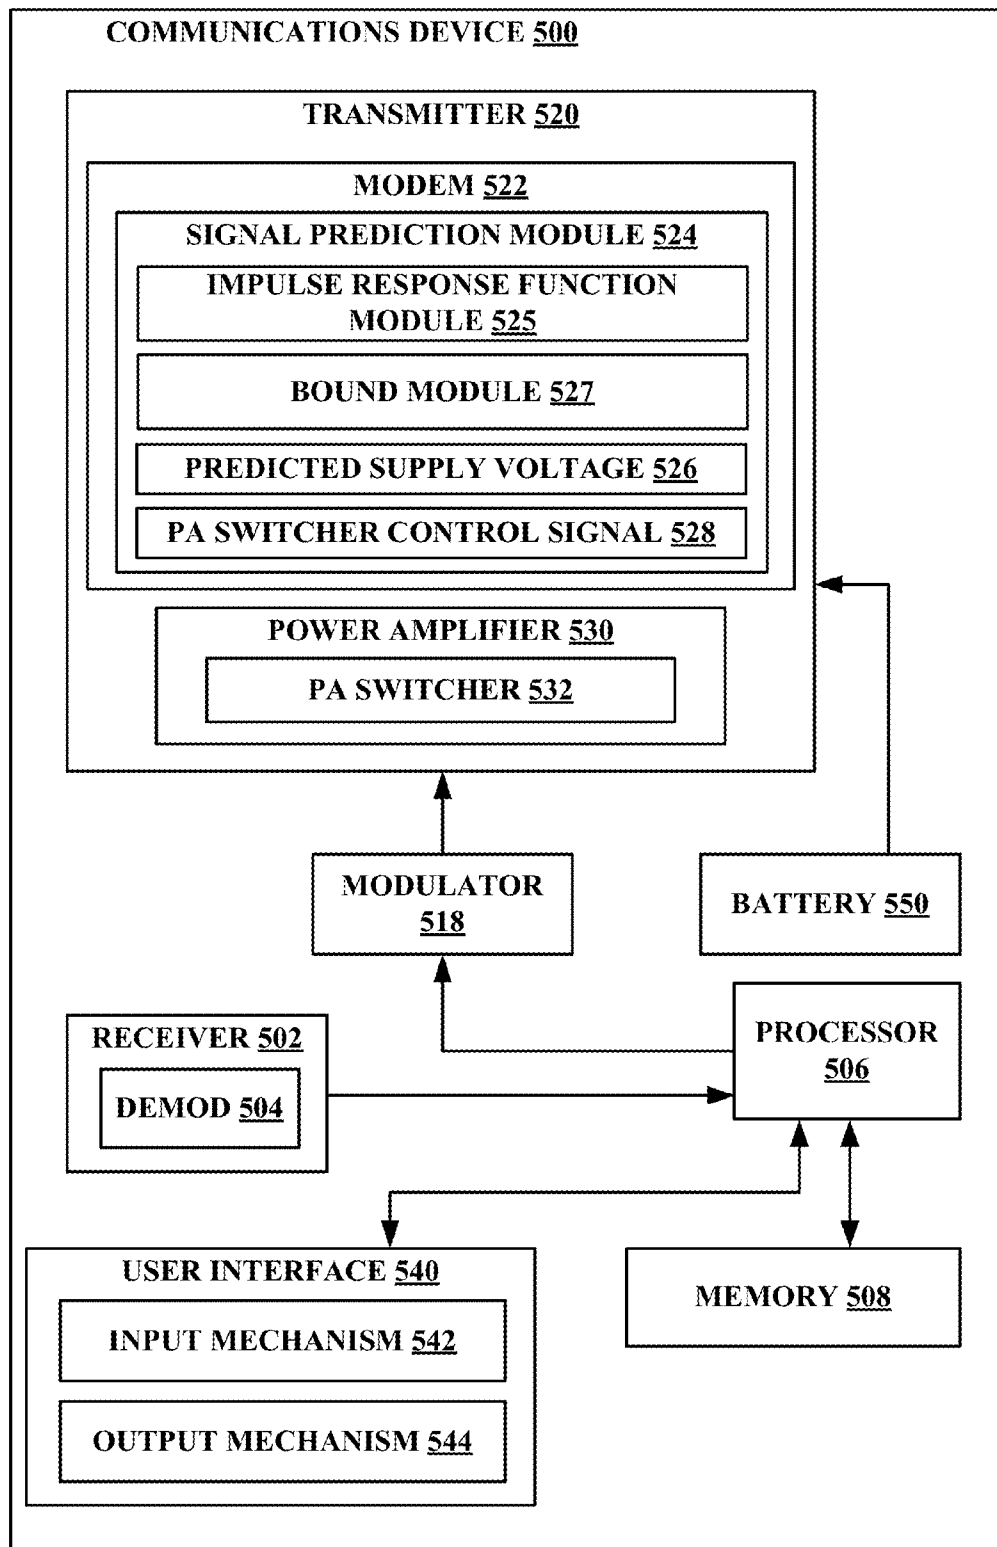 COMMUNICATIONS DEVICE 500
TRANSMITTER 520
MODEM 522
SIGNAL PREDICTION MODULE 524
IMPULSE RESPONSE FUNCTION
MODULE 525
BOUND MODULE 527
PREDICTED SUPPLY VOLTAGE 526
PA SWITCHER CONTROL SIGNAL 528
POWER AMPLIFIER 530
PA SWITCHER 532
MODULATOR
518
BATTERY 550
RECEIVER 502
DEMOD 504
PROCESSOR
506
USER INTERFACE 540
INPUT MECHANISM 542
OUTPUT MECHANISM 544
MEMORY 508